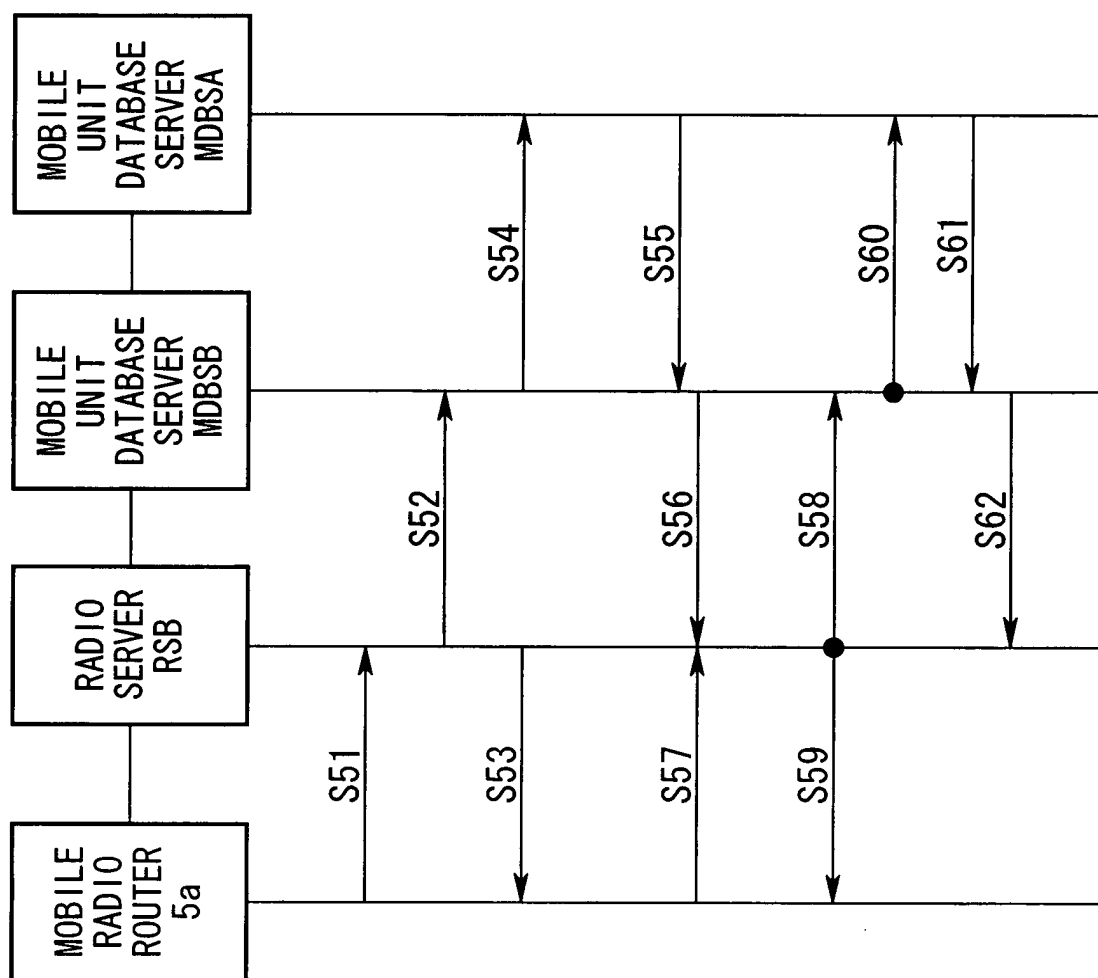 MOBILE
RADIO
ROUTER
5a
RADIO
SERVER
RSB
MOBILE
UNIT
DATABASE
SERVER
MDBSB
MOBILE
UNIT
DATABASE
SERVER
MDBSA
S51
S52
S53
S54
S55
S56
S57
S58
S59
S60
S61
S62